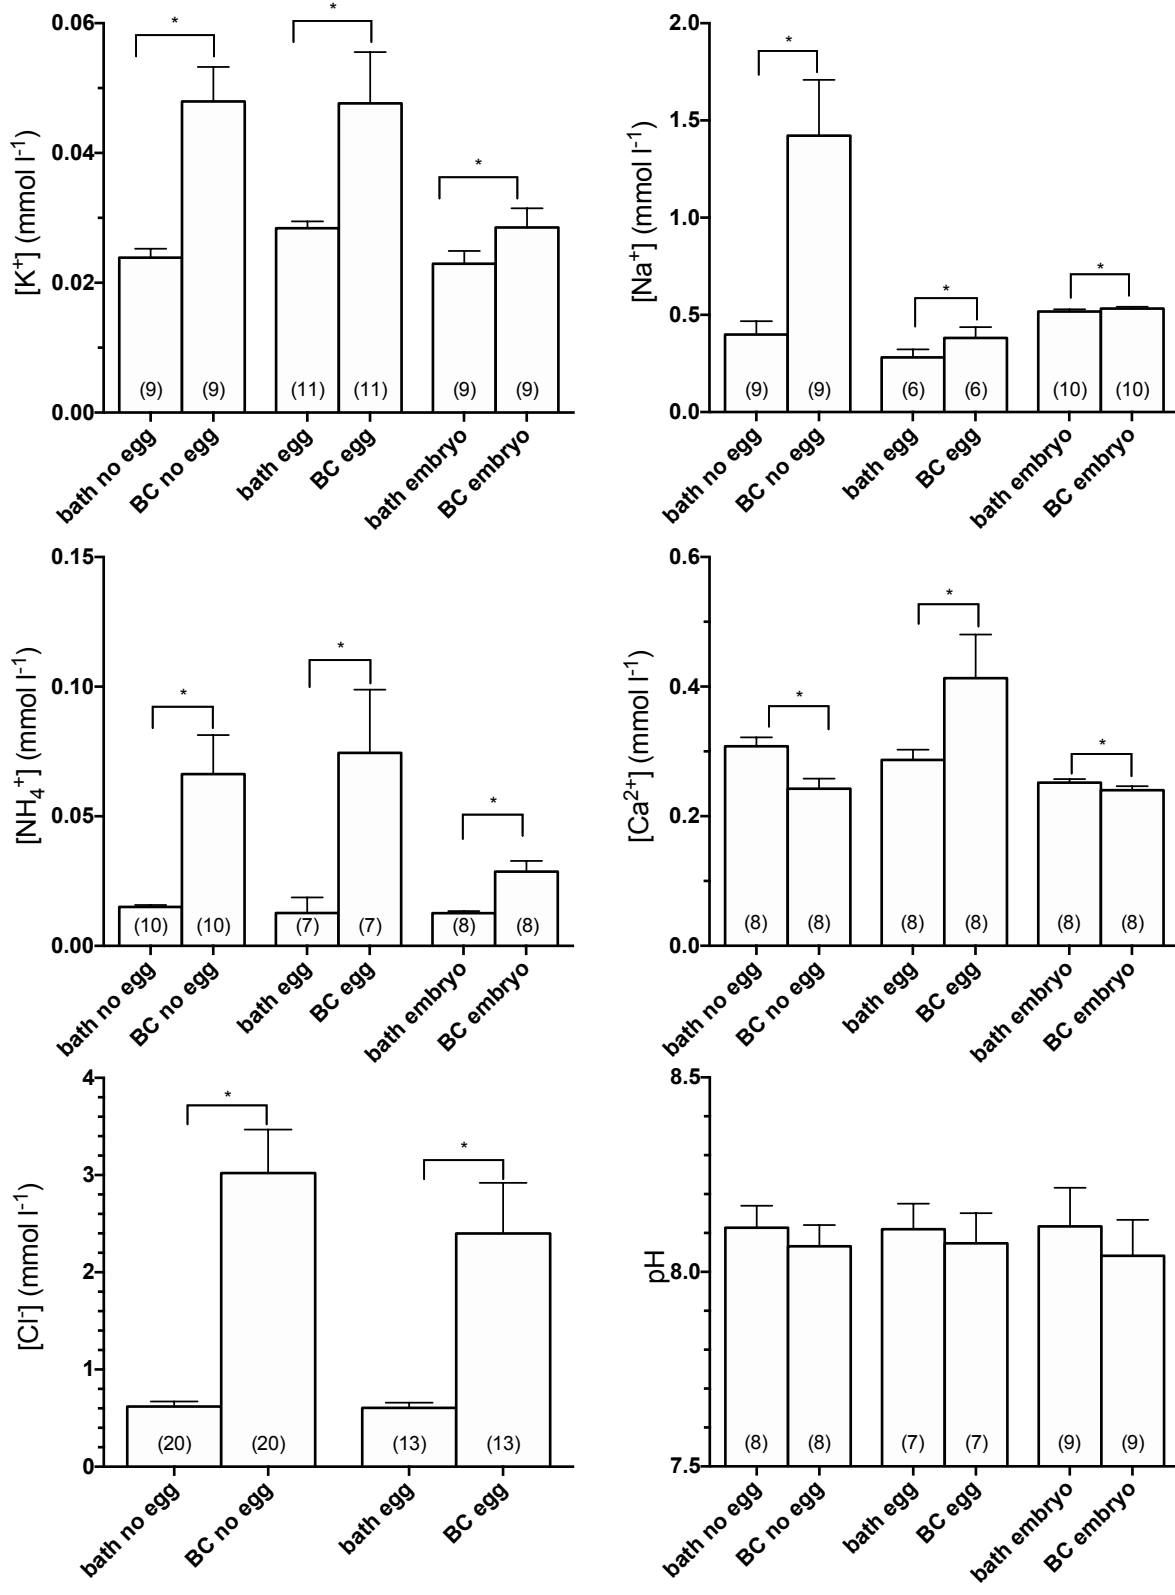 [K+] (mmol l-1)
0.06
0.04
0.02
0.00
*
*
*
(9) (9) (11) (11) (9) (9)
bath no egg
BC no egg
bath egg
BC egg
bath embryo
BC embryo
[Na+] (mmol l-1)
2.0
1.5
1.0
0.5
0.0
*
*
*
(9) (9) (6) (6) (10) (10)
bath no egg
BC no egg
bath egg
BC egg
bath embryo
BC embryo
[NH4+] (mmol l-1)
0.15
0.10
0.05
0.00
*
*
*
(10) (10) (7) (7) (8) (8)
bath no egg
BC no egg
bath egg
BC egg
bath embryo
BC embryo
[Ca2+] (mmol l-1)
0.6
0.4
0.2
0.0
*
*
*
(8) (8) (8) (8) (8) (8)
bath no egg
BC no egg
bath egg
BC egg
bath embryo
BC embryo
[Cl-] (mmol l-1)
4
3
2
1
0
*
*
(20) (20) (13) (13)
bath no egg
BC no egg
bath egg
BC egg
pH
8.5
8.0
7.5
(8) (8) (7) (7) (9) (9)
bath no egg
BC no egg
bath egg
BC egg
bath embryo
BC embryo